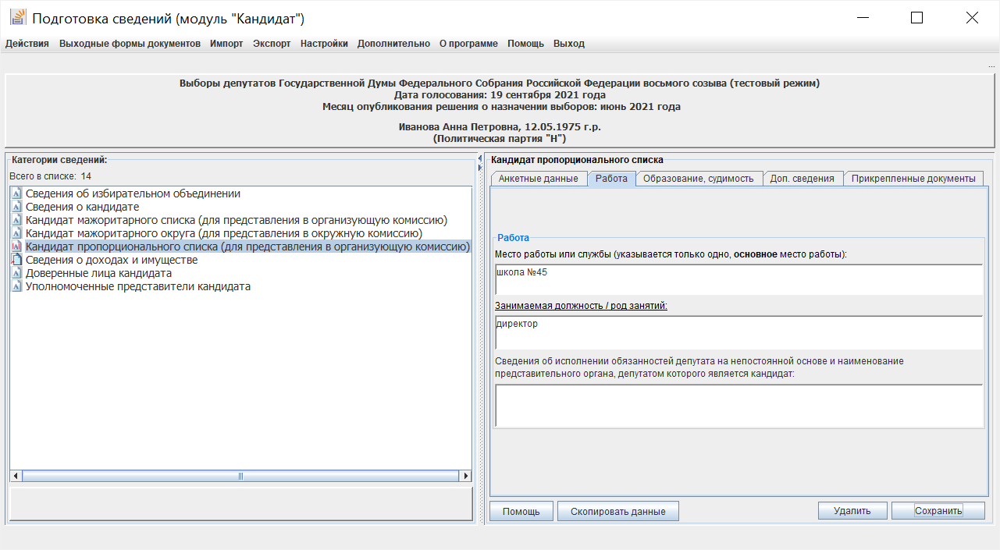 Подготовка сведений (модуль "Кандидат")
Действия Выходные формы документов Импорт Экспорт Настройки Дополнительно О программе Помощь Выход
...
Выборы депутатов Государственной Думы Федерального Собрания Российской Федерации восьмого созыва (тестовый режим)
Дата голосования: 19 сентября 2021 года
Месяц опубликования решения о назначении выборов: июнь 2021 года
Иванова Анна Петровна, 12.05.1975 г.р.
(Политическая партия "Н")
Категории сведений:
Всего в списке: 14
Сведения об избирательном объединении
Сведения о кандидате
Кандидат мажоритарного списка (для представления в организующую комиссию)
Кандидат мажоритарного округа (для представления в окружную комиссию)
Кандидат пропорционального списка (для представления в организующую комиссию)
Сведения о доходах и имуществе
Доверенные лица кандидата
Уполномоченные представители кандидата
Кандидат пропорционального списка
Анкетные данные Работа Образование, судимость Доп. сведения Прикрепленные документы
Работа
Место работы или службы (указывается только одно, основное место работы):
школа №45
Занимаемая должность / род занятий:
директор
Сведения об исполнении обязанностей депутата на непостоянной основе и наименование
представительного органа, депутатом которого является кандидат:
Помощь Скопировать данные Удалить Сохранить